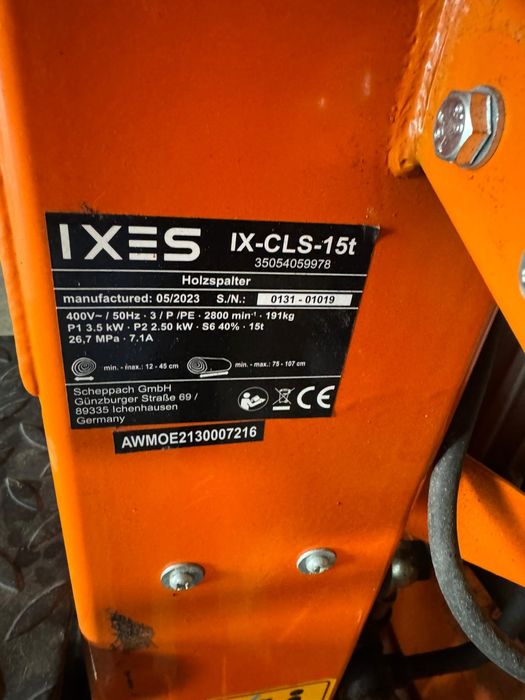 IXES IX-CLS-15t
35054059978
Holzspalter
manufactured: 05/2023 S./N.: 0131 - 01019
400V~ / 50Hz · 3 / P /PE · 2800 min-¹ · 191kg
P1 3.5 kW · P2 2.50 kW · S6 40% · 15t
26,7 MPa · 7.1A
min. - max.: 12 - 45 cm min. - max.: 75 - 107 cm
Scheppach GmbH
Günzburger Straße 69 /
89335 Ichenhausen
Germany
CE
AWMOE2130007216